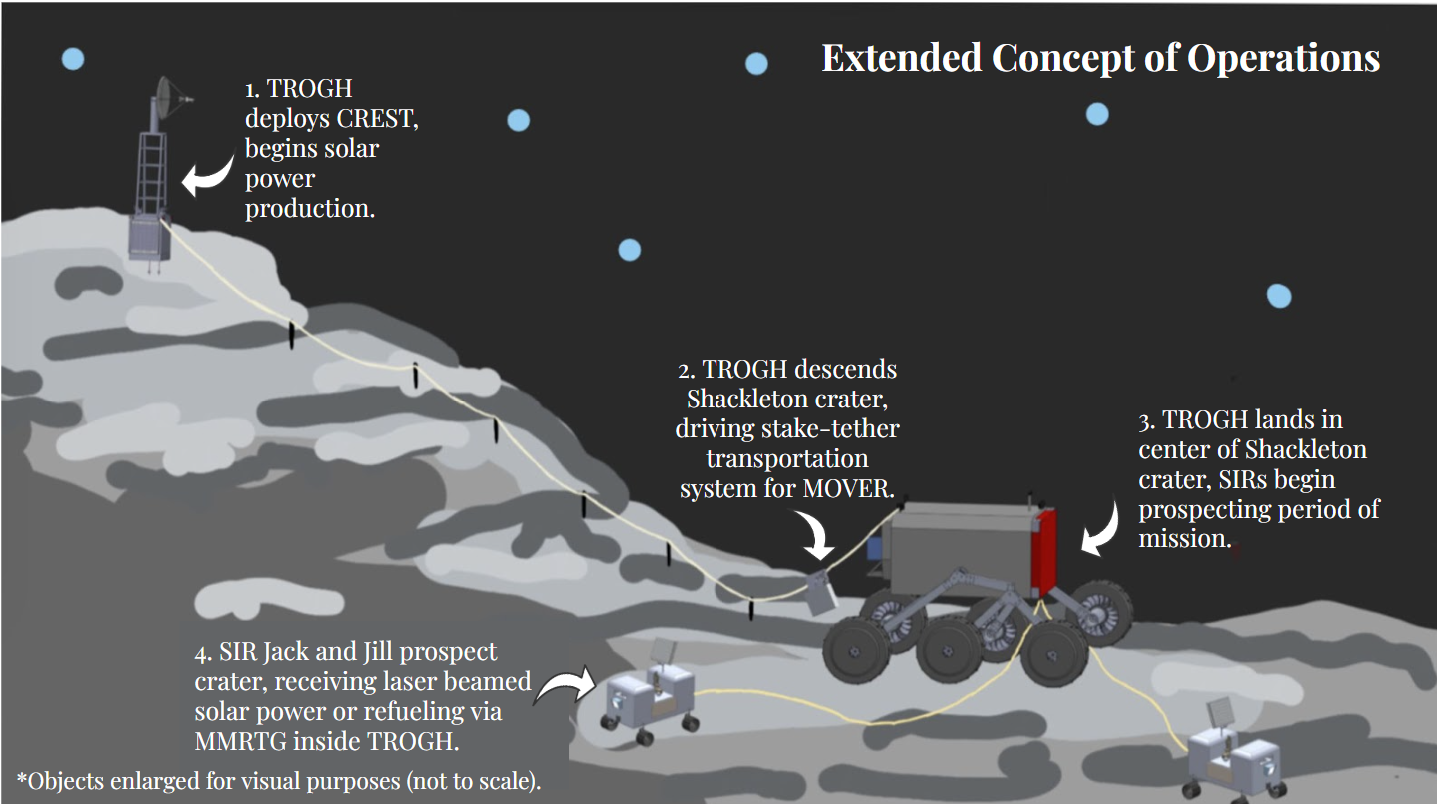 Extended Concept of Operations
1. TROGH
deploys CREST,
begins solar
power
production.
2. TROGH descends
Shackleton crater,
driving stake-tether
transportation
system for MOVER.
3. TROGH lands in
center of Shackleton
crater, SIRs begin
prospecting period of
mission.
4. SIR Jack and Jill prospect
crater, receiving laser beamed
solar power or refueling via
MMRTG inside TROGH.
*Objects enlarged for visual purposes (not to scale).